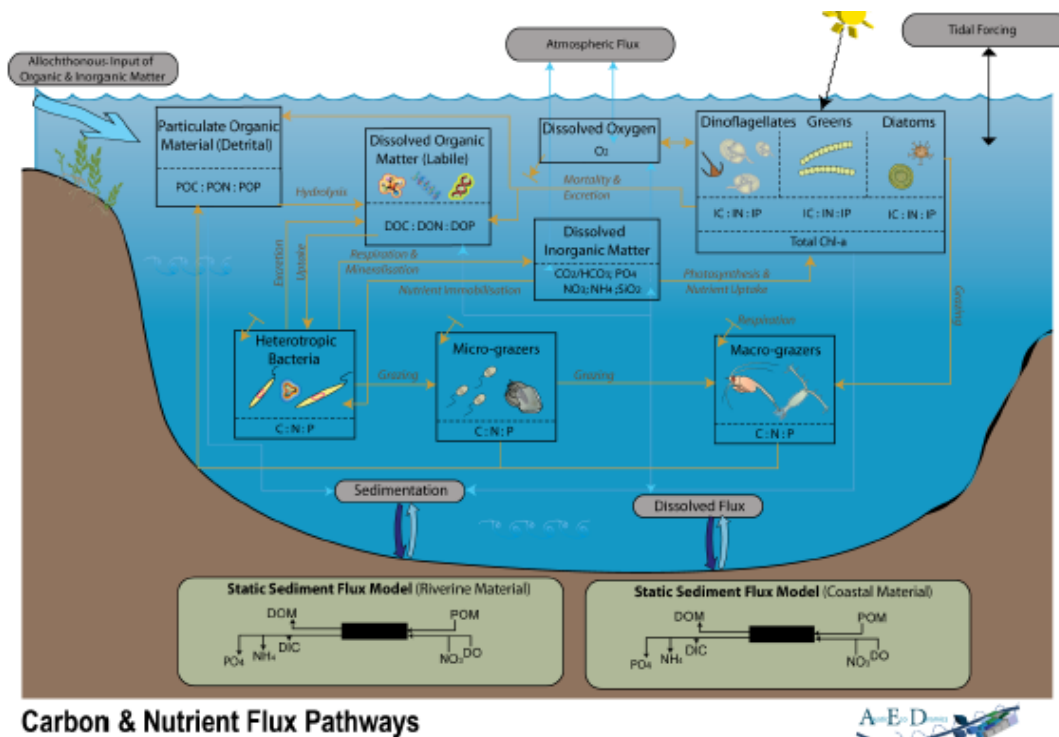 Tidal Forcing
Atmospheric Flux
Allochthonous Input of
Organic & Inorganic Matter
Particulate Organic
Material (Detrital)
POC : PON : POP
Hydrolysis
Dissolved Organic
Matter (Labile)
DOC : DON : DOP
Dissolved Oxygen
O₂
Mortality &
Excretion
Dinoflagellates
Greens
Diatoms
IC : IN : IP
IC : IN : IP
IC : IN : IP
Total Chl-a
Dissolved
Inorganic Matter
CO₂/HCO₃; PO₄
NO₃; NH₄ ;SiO₂
Excretion
Uptake
Respiration &
Mineralisation
Nutrient Immobilisation
Photosynthesis &
Nutrient Uptake
Grazing
Heterotropic
Bacteria
C : N : P
Grazing
Micro-grazers
C : N : P
Grazing
Respiration
Macro-grazers
C : N : P
Sedimentation
Dissolved Flux
Static Sediment Flux Model (Riverine Material)
DOM
POM
PO₄
NH₄
DIC
NO₃
DO
Static Sediment Flux Model (Coastal Material)
DOM
POM
PO₄
NH₄
DIC
NO₃
DO
Carbon & Nutrient Flux Pathways